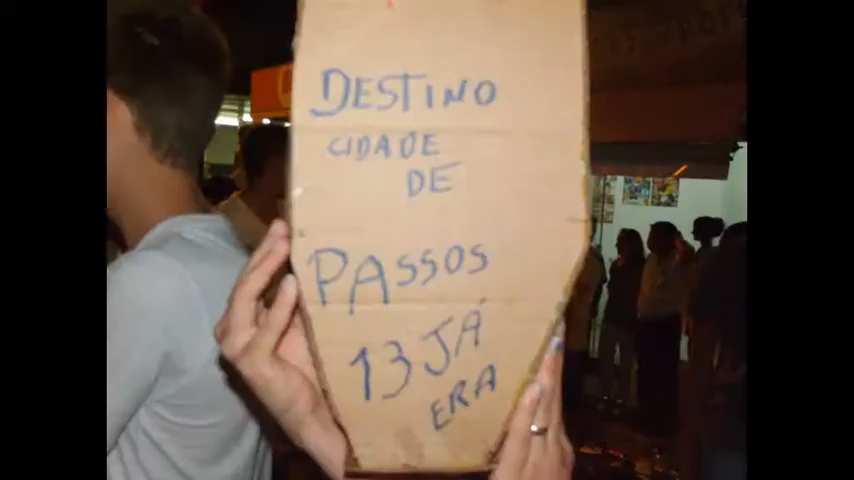 DESTINO
CIDADE
DE
PASSOS
13 JÁ
ERA